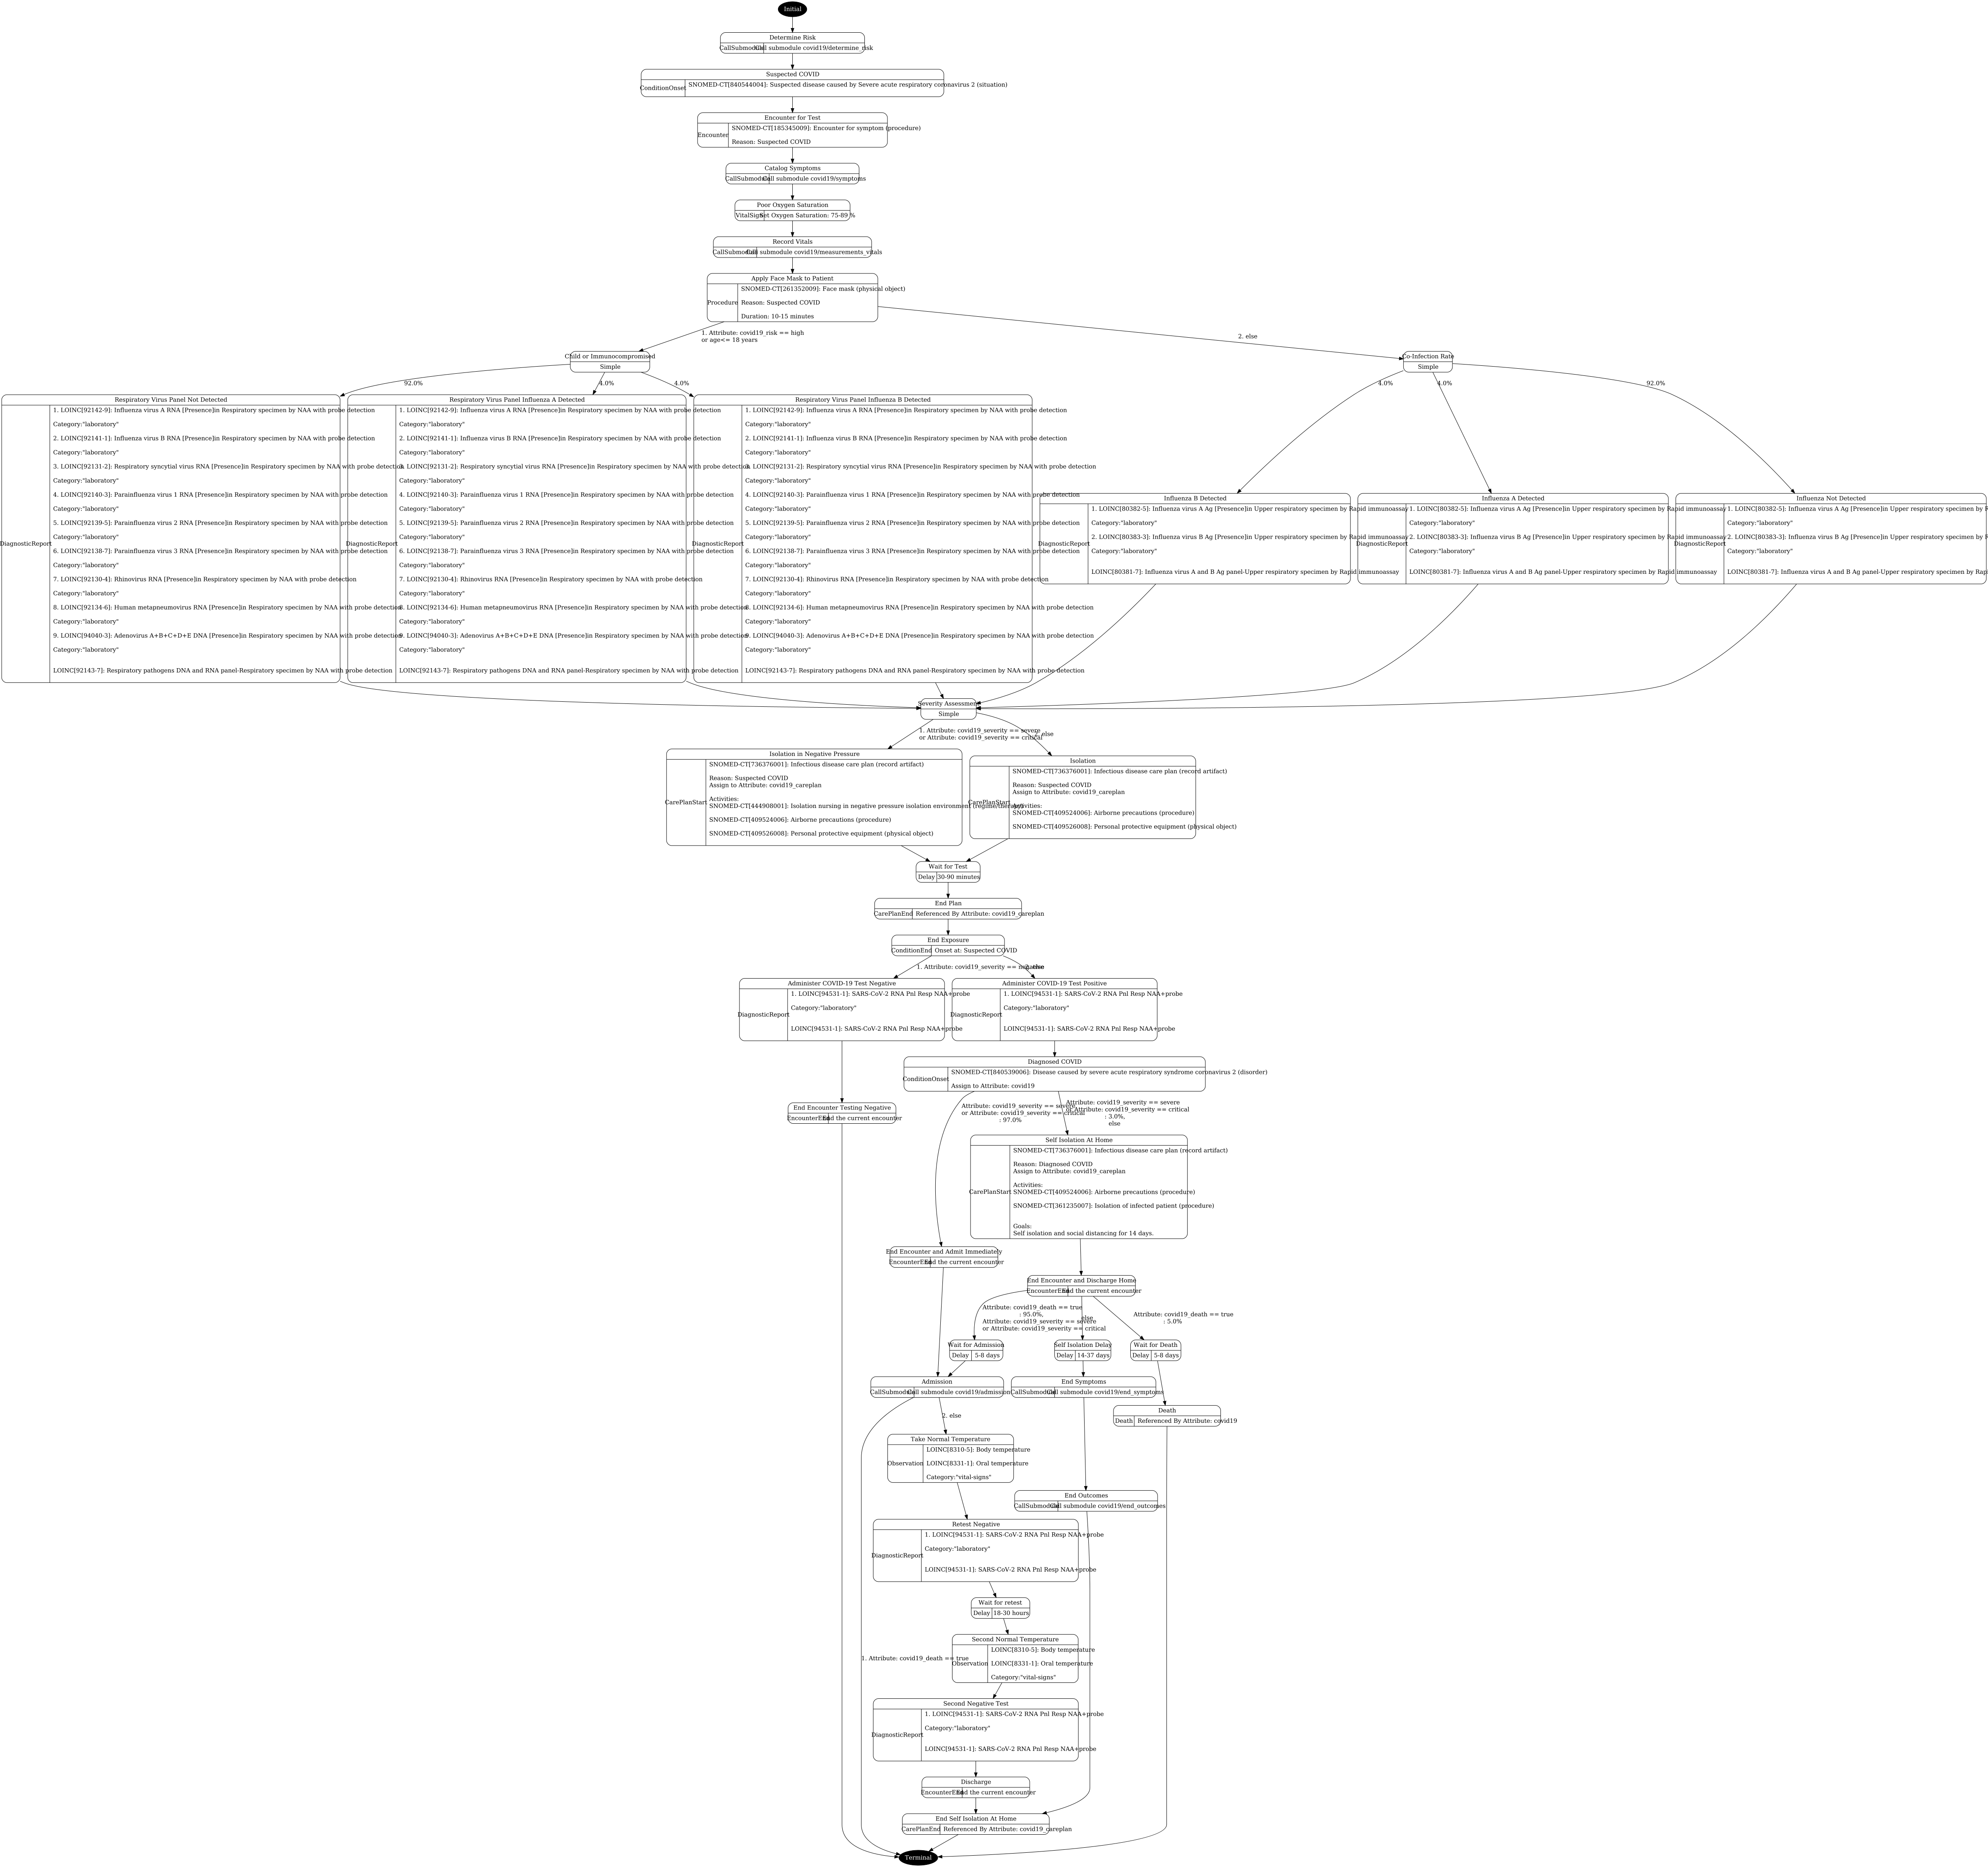 Initial
Determine Risk
CallSubmodule
Call submodule covid19/determine_risk
Suspected COVID
ConditionOnset
SNOMED-CT[840544004]: Suspected disease caused by Severe acute respiratory coronavirus 2 (situation)
Encounter for Test
Encounter
SNOMED-CT[185345009]: Encounter for symptom (procedure)
Reason: Suspected COVID
Catalog Symptoms
CallSubmodule
Call submodule covid19/symptoms
Poor Oxygen Saturation
VitalSign
Set Oxygen Saturation: 75-89 %
Record Vitals
CallSubmodule
Call submodule covid19/measurements_vitals
Apply Face Mask to Patient
Procedure
SNOMED-CT[261352009]: Face mask (physical object)
Reason: Suspected COVID
Duration: 10-15 minutes
1. Attribute: covid19_risk == high
or age<= 18 years
2. else
Child or Immunocompromised
Simple
Co-Infection Rate
Simple
92.0%
4.0%
4.0%
4.0%
4.0%
92.0%
Respiratory Virus Panel Not Detected
DiagnosticReport
1. LOINC[92142-9]: Influenza virus A RNA [Presence]in Respiratory specimen by NAA with probe detection
Category:"laboratory"
2. LOINC[92141-1]: Influenza virus B RNA [Presence]in Respiratory specimen by NAA with probe detection
Category:"laboratory"
3. LOINC[92131-2]: Respiratory syncytial virus RNA [Presence]in Respiratory specimen by NAA with probe detection
Category:"laboratory"
4. LOINC[92140-3]: Parainfluenza virus 1 RNA [Presence]in Respiratory specimen by NAA with probe detection
Category:"laboratory"
5. LOINC[92139-5]: Parainfluenza virus 2 RNA [Presence]in Respiratory specimen by NAA with probe detection
Category:"laboratory"
6. LOINC[92138-7]: Parainfluenza virus 3 RNA [Presence]in Respiratory specimen by NAA with probe detection
Category:"laboratory"
7. LOINC[92130-4]: Rhinovirus RNA [Presence]in Respiratory specimen by NAA with probe detection
Category:"laboratory"
8. LOINC[92134-6]: Human metapneumovirus RNA [Presence]in Respiratory specimen by NAA with probe detection
Category:"laboratory"
9. LOINC[94040-3]: Adenovirus A+B+C+D+E DNA [Presence]in Respiratory specimen by NAA with probe detection
Category:"laboratory"
LOINC[92143-7]: Respiratory pathogens DNA and RNA panel-Respiratory specimen by NAA with probe detection
Respiratory Virus Panel Influenza A Detected
DiagnosticReport
1. LOINC[92142-9]: Influenza virus A RNA [Presence]in Respiratory specimen by NAA with probe detection
Category:"laboratory"
2. LOINC[92141-1]: Influenza virus B RNA [Presence]in Respiratory specimen by NAA with probe detection
Category:"laboratory"
3. LOINC[92131-2]: Respiratory syncytial virus RNA [Presence]in Respiratory specimen by NAA with probe detection
Category:"laboratory"
4. LOINC[92140-3]: Parainfluenza virus 1 RNA [Presence]in Respiratory specimen by NAA with probe detection
Category:"laboratory"
5. LOINC[92139-5]: Parainfluenza virus 2 RNA [Presence]in Respiratory specimen by NAA with probe detection
Category:"laboratory"
6. LOINC[92138-7]: Parainfluenza virus 3 RNA [Presence]in Respiratory specimen by NAA with probe detection
Category:"laboratory"
7. LOINC[92130-4]: Rhinovirus RNA [Presence]in Respiratory specimen by NAA with probe detection
Category:"laboratory"
8. LOINC[92134-6]: Human metapneumovirus RNA [Presence]in Respiratory specimen by NAA with probe detection
Category:"laboratory"
9. LOINC[94040-3]: Adenovirus A+B+C+D+E DNA [Presence]in Respiratory specimen by NAA with probe detection
Category:"laboratory"
LOINC[92143-7]: Respiratory pathogens DNA and RNA panel-Respiratory specimen by NAA with probe detection
Respiratory Virus Panel Influenza B Detected
DiagnosticReport
1. LOINC[92142-9]: Influenza virus A RNA [Presence]in Respiratory specimen by NAA with probe detection
Category:"laboratory"
2. LOINC[92141-1]: Influenza virus B RNA [Presence]in Respiratory specimen by NAA with probe detection
Category:"laboratory"
3. LOINC[92131-2]: Respiratory syncytial virus RNA [Presence]in Respiratory specimen by NAA with probe detection
Category:"laboratory"
4. LOINC[92140-3]: Parainfluenza virus 1 RNA [Presence]in Respiratory specimen by NAA with probe detection
Category:"laboratory"
5. LOINC[92139-5]: Parainfluenza virus 2 RNA [Presence]in Respiratory specimen by NAA with probe detection
Category:"laboratory"
6. LOINC[92138-7]: Parainfluenza virus 3 RNA [Presence]in Respiratory specimen by NAA with probe detection
Category:"laboratory"
7. LOINC[92130-4]: Rhinovirus RNA [Presence]in Respiratory specimen by NAA with probe detection
Category:"laboratory"
8. LOINC[92134-6]: Human metapneumovirus RNA [Presence]in Respiratory specimen by NAA with probe detection
Category:"laboratory"
9. LOINC[94040-3]: Adenovirus A+B+C+D+E DNA [Presence]in Respiratory specimen by NAA with probe detection
Category:"laboratory"
LOINC[92143-7]: Respiratory pathogens DNA and RNA panel-Respiratory specimen by NAA with probe detection
Influenza B Detected
DiagnosticReport
1. LOINC[80382-5]: Influenza virus A Ag [Presence]in Upper respiratory specimen by Rapid immunoassay
Category:"laboratory"
2. LOINC[80383-3]: Influenza virus B Ag [Presence]in Upper respiratory specimen by Rapid immunoassay
Category:"laboratory"
LOINC[80381-7]: Influenza virus A and B Ag panel-Upper respiratory specimen by Rapid immunoassay
Influenza A Detected
DiagnosticReport
1. LOINC[80382-5]: Influenza virus A Ag [Presence]in Upper respiratory specimen by Rapid immunoassay
Category:"laboratory"
2. LOINC[80383-3]: Influenza virus B Ag [Presence]in Upper respiratory specimen by Rapid immunoassay
Category:"laboratory"
LOINC[80381-7]: Influenza virus A and B Ag panel-Upper respiratory specimen by Rapid immunoassay
Influenza Not Detected
DiagnosticReport
1. LOINC[80382-5]: Influenza virus A Ag [Presence]in Upper respiratory specimen by
Category:"laboratory"
2. LOINC[80383-3]: Influenza virus B Ag [Presence]in Upper respiratory specimen by
Category:"laboratory"
LOINC[80381-7]: Influenza virus A and B Ag panel-Upper respiratory specimen by
Severity Assessment
Simple
1. Attribute: covid19_severity == severe
or Attribute: covid19_severity == critical
2. else
Isolation in Negative Pressure
CarePlanStart
SNOMED-CT[736376001]: Infectious disease care plan (record artifact)
Reason: Suspected COVID
Assign to Attribute: covid19_careplan
Activities:
SNOMED-CT[444908001]: Isolation nursing in negative pressure isolation environment (regime/therapy)
SNOMED-CT[409524006]: Airborne precautions (procedure)
SNOMED-CT[409526008]: Personal protective equipment (physical object)
Isolation
CarePlanStart
SNOMED-CT[736376001]: Infectious disease care plan (record artifact)
Reason: Suspected COVID
Assign to Attribute: covid19_careplan
Activities:
SNOMED-CT[409524006]: Airborne precautions (procedure)
SNOMED-CT[409526008]: Personal protective equipment (physical object)
Wait for Test
Delay
30-90 minutes
End Plan
CarePlanEnd
Referenced By Attribute: covid19_careplan
End Exposure
ConditionEnd
Onset at: Suspected COVID
1. Attribute: covid19_severity == negative
2. else
Administer COVID-19 Test Negative
DiagnosticReport
1. LOINC[94531-1]: SARS-CoV-2 RNA Pnl Resp NAA+probe
Category:"laboratory"
LOINC[94531-1]: SARS-CoV-2 RNA Pnl Resp NAA+probe
Administer COVID-19 Test Positive
DiagnosticReport
1. LOINC[94531-1]: SARS-CoV-2 RNA Pnl Resp NAA+probe
Category:"laboratory"
LOINC[94531-1]: SARS-CoV-2 RNA Pnl Resp NAA+probe
Diagnosed COVID
ConditionOnset
SNOMED-CT[840539006]: Disease caused by severe acute respiratory syndrome coronavirus 2 (disorder)
Assign to Attribute: covid19
End Encounter Testing Negative
EncounterEnd
End the current encounter
Attribute: covid19_severity == severe
or Attribute: covid19_severity == critical
: 97.0%
Attribute: covid19_severity == severe
or Attribute: covid19_severity == critical
: 3.0%,
else
Self Isolation At Home
CarePlanStart
SNOMED-CT[736376001]: Infectious disease care plan (record artifact)
Reason: Diagnosed COVID
Assign to Attribute: covid19_careplan
Activities:
SNOMED-CT[409524006]: Airborne precautions (procedure)
SNOMED-CT[361235007]: Isolation of infected patient (procedure)
Goals:
Self isolation and social distancing for 14 days.
End Encounter and Admit Immediately
EncounterEnd
End the current encounter
End Encounter and Discharge Home
EncounterEnd
End the current encounter
Attribute: covid19_death == true
: 95.0%,
Attribute: covid19_severity == severe
or Attribute: covid19_severity == critical
else
Attribute: covid19_death == true
: 5.0%
Wait for Admission
Delay
5-8 days
Self Isolation Delay
Delay
14-37 days
Wait for Death
Delay
5-8 days
Admission
CallSubmodule
Call submodule covid19/admission
End Symptoms
CallSubmodule
Call submodule covid19/end_symptoms
Death
Death
Referenced By Attribute: covid19
2. else
Take Normal Temperature
Observation
LOINC[8310-5]: Body temperature
LOINC[8331-1]: Oral temperature
Category:"vital-signs"
End Outcomes
CallSubmodule
Call submodule covid19/end_outcomes
Retest Negative
DiagnosticReport
1. LOINC[94531-1]: SARS-CoV-2 RNA Pnl Resp NAA+probe
Category:"laboratory"
LOINC[94531-1]: SARS-CoV-2 RNA Pnl Resp NAA+probe
Wait for retest
Delay
18-30 hours
Second Normal Temperature
Observation
LOINC[8310-5]: Body temperature
LOINC[8331-1]: Oral temperature
Category:"vital-signs"
1. Attribute: covid19_death == true
Second Negative Test
DiagnosticReport
1. LOINC[94531-1]: SARS-CoV-2 RNA Pnl Resp NAA+probe
Category:"laboratory"
LOINC[94531-1]: SARS-CoV-2 RNA Pnl Resp NAA+probe
Discharge
EncounterEnd
End the current encounter
End Self Isolation At Home
CarePlanEnd
Referenced By Attribute: covid19_careplan
Terminal